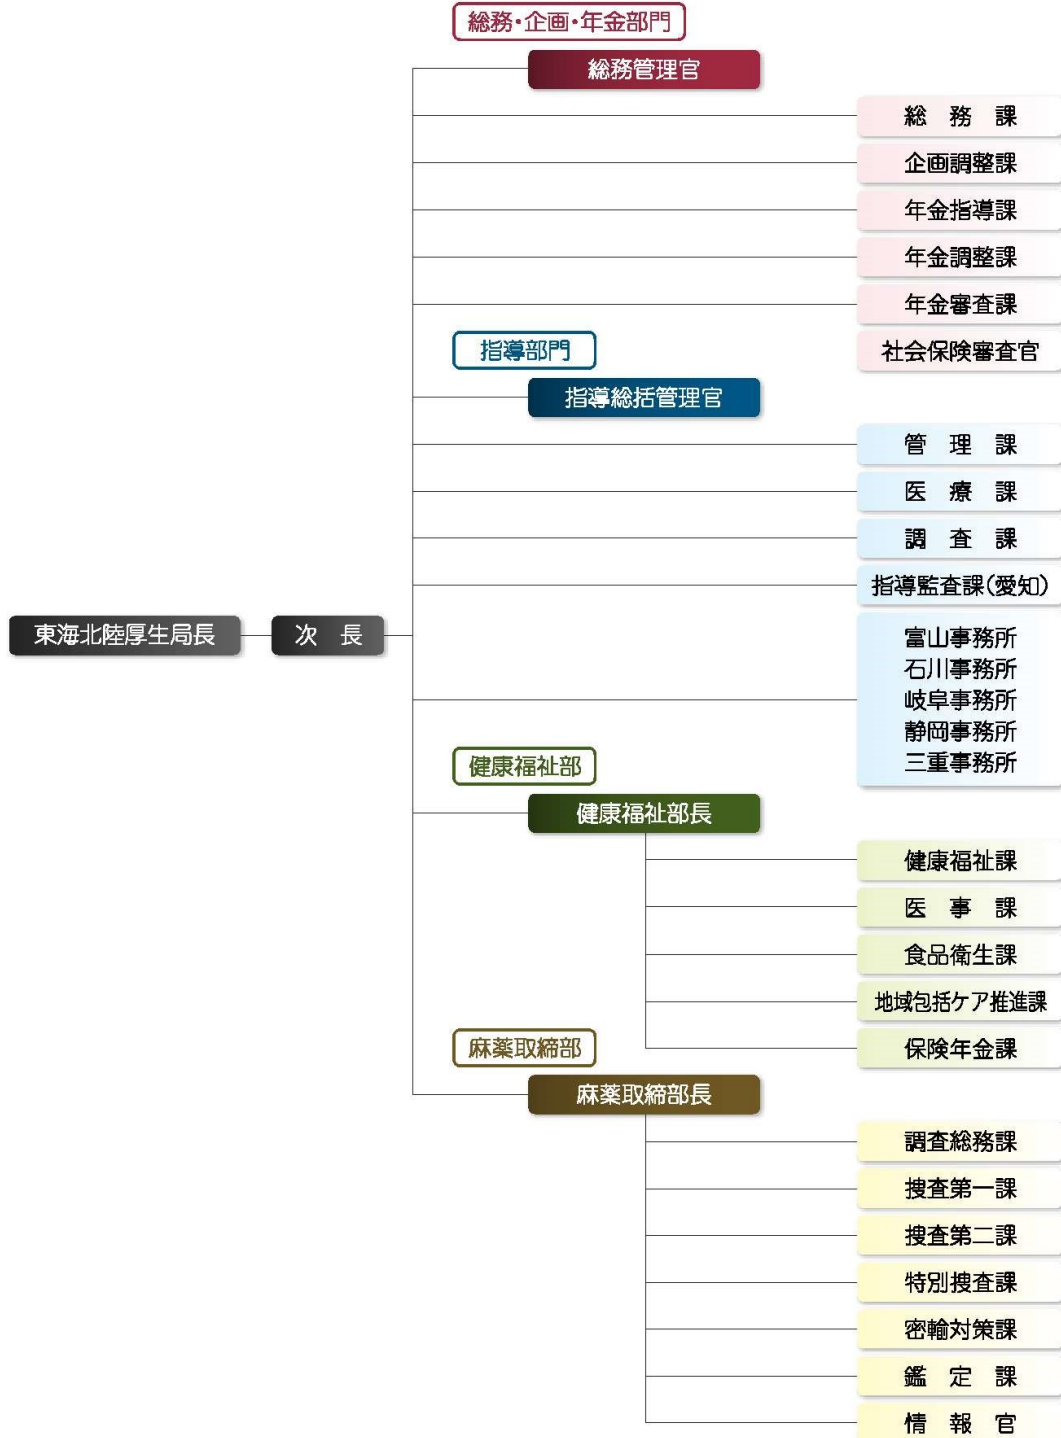 総務・企画・年金部門
総務管理官
総　務　課
企画調整課
年金指導課
年金調整課
年金審査課
社会保険審査官
指導部門
指導総括管理官
管　理　課
医　療　課
調　査　課
指導監査課(愛知)
東海北陸厚生局長
次　長
富山事務所
石川事務所
岐阜事務所
静岡事務所
三重事務所
健康福祉部
健康福祉部長
健康福祉課
医　事　課
食品衛生課
地域包括ケア推進課
保険年金課
麻薬取締部
麻薬取締部長
調査総務課
捜査第一課
捜査第二課
特別捜査課
密輸対策課
鑑　定　課
情　報　官